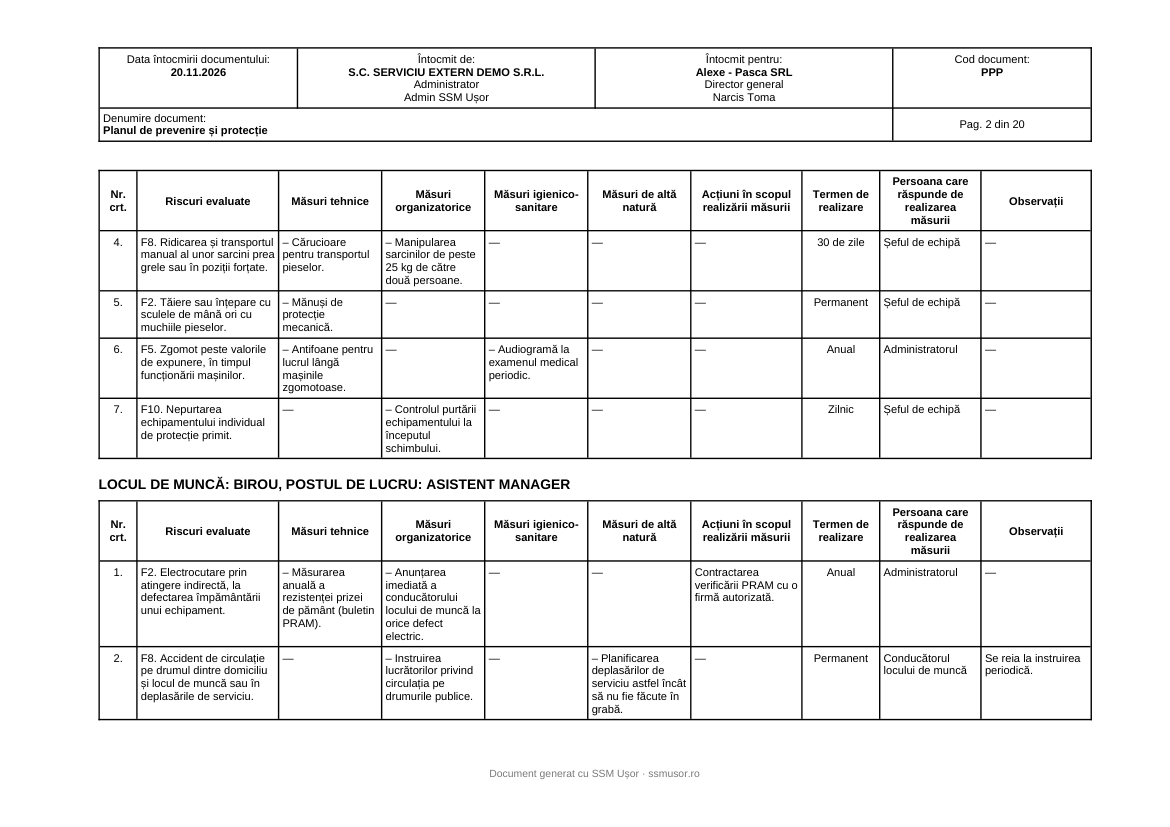 Data întocmirii documentului:
20.11.2026
Întocmit de:
S.C. SERVICIU EXTERN DEMO S.R.L.
Administrator
Admin SSM Ușor
Întocmit pentru:
Alexe - Pasca SRL
Director general
Narcis Toma
Cod document:
PPP
Denumire document:
Planul de prevenire și protecție
Pag. 2 din 20
Nr.
crt.
Riscuri evaluate
Măsuri tehnice
Măsuri
organizatorice
Măsuri igienico-
sanitare
Măsuri de altă
natură
Acțiuni în scopul
realizării măsurii
Termen de
realizare
Persoana care
răspunde de
realizarea
măsurii
Observații
4.
F8. Ridicarea și transportul
manual al unor sarcini prea
grele sau în poziții forțate.
– Cărucioare
pentru transportul
pieselor.
– Manipularea
sarcinilor de peste
25 kg de către
două persoane.
—
—
—
30 de zile
Șeful de echipă
—
5.
F2. Tăiere sau înțepare cu
sculele de mână ori cu
muchiile pieselor.
– Mănuși de
protecție
mecanică.
—
—
—
—
Permanent
Șeful de echipă
—
6.
F5. Zgomot peste valorile
de expunere, în timpul
funcționării mașinilor.
– Antifoane pentru
lucrul lângă
mașinile
zgomotoase.
—
– Audiogramă la
examenul medical
periodic.
—
—
Anual
Administratorul
—
7.
F10. Nepurtarea
echipamentului individual
de protecție primit.
—
– Controlul purtării
echipamentului la
începutul
schimbului.
—
—
—
Zilnic
Șeful de echipă
—
LOCUL DE MUNCĂ: BIROU, POSTUL DE LUCRU: ASISTENT MANAGER
Nr.
crt.
Riscuri evaluate
Măsuri tehnice
Măsuri
organizatorice
Măsuri igienico-
sanitare
Măsuri de altă
natură
Acțiuni în scopul
realizării măsurii
Termen de
realizare
Persoana care
răspunde de
realizarea
măsurii
Observații
1.
F2. Electrocutare prin
atingere indirectă, la
defectarea împământării
unui echipament.
– Măsurarea
anuală a
rezistenței prizei
de pământ (buletin
PRAM).
– Anunțarea
imediată a
conducătorului
locului de muncă la
orice defect
electric.
—
—
Contractarea
verificării PRAM cu o
firmă autorizată.
Anual
Administratorul
—
2.
F8. Accident de circulație
pe drumul dintre domiciliu
și locul de muncă sau în
deplasările de serviciu.
—
– Instruirea
lucrătorilor privind
circulația pe
drumurile publice.
—
– Planificarea
deplasărilor de
serviciu astfel încât
să nu fie făcute în
grabă.
—
Permanent
Conducătorul
locului de muncă
Se reia la instruirea
periodică.
Document generat cu SSM Ușor · ssmusor.ro